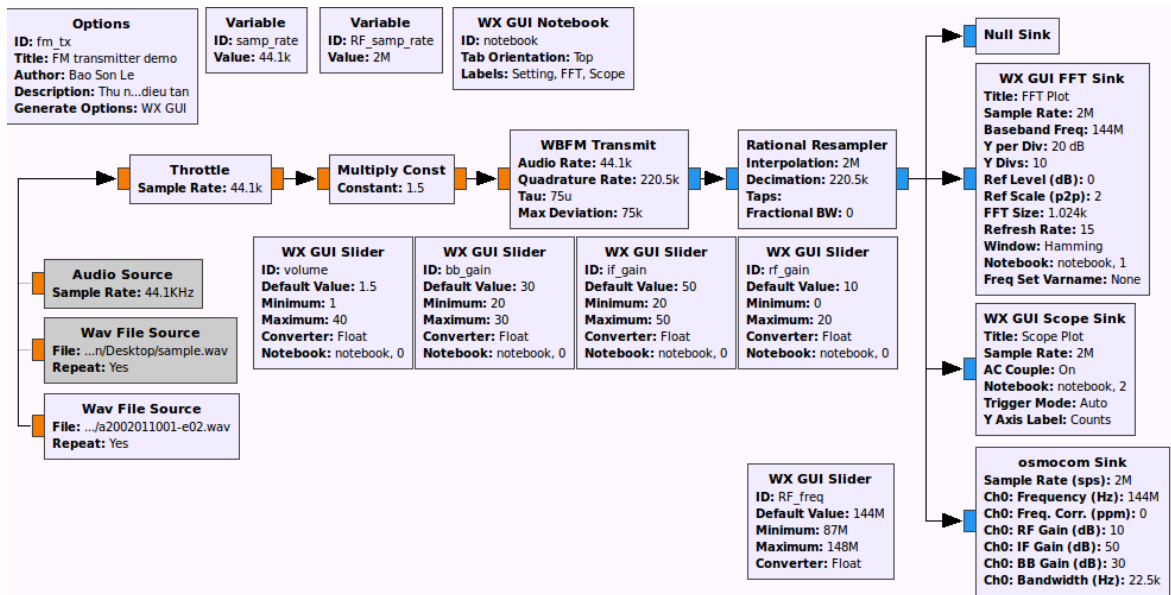 Options
ID: fm_tx
Title: FM transmitter demo
Author: Bao Son Le
Description: Thu n...dieu tan
Generate Options: WX GUI
Variable
ID: samp_rate
Value: 44.1k
Variable
ID: RF_samp_rate
Value: 2M
WX GUI Notebook
ID: notebook
Tab Orientation: Top
Labels: Setting, FFT, Scope
Null Sink
WX GUI FFT Sink
Title: FFT Plot
Sample Rate: 2M
Baseband Freq: 144M
Y per Div: 20 dB
Y Divs: 10
Ref Level (dB): 0
Ref Scale (p2p): 2
FFT Size: 1.024k
Refresh Rate: 15
Window: Hamming
Notebook: notebook, 1
Freq Set Varname: None
Throttle
Sample Rate: 44.1k
Multiply Const
Constant: 1.5
WBFM Transmit
Audio Rate: 44.1k
Quadrature Rate: 220.5k
Tau: 75u
Max Deviation: 75k
Rational Resampler
Interpolation: 2M
Decimation: 220.5k
Taps:
Fractional BW: 0
Audio Source
Sample Rate: 44.1KHz
Wav File Source
File: ...n/Desktop/sample.wav
Repeat: Yes
Wav File Source
File: .../a2002011001-e02.wav
Repeat: Yes
WX GUI Slider
ID: volume
Default Value: 1.5
Minimum: 1
Maximum: 40
Converter: Float
Notebook: notebook, 0
WX GUI Slider
ID: bb_gain
Default Value: 30
Minimum: 20
Maximum: 30
Converter: Float
Notebook: notebook, 0
WX GUI Slider
ID: if_gain
Default Value: 50
Minimum: 20
Maximum: 50
Converter: Float
Notebook: notebook, 0
WX GUI Slider
ID: rf_gain
Default Value: 10
Minimum: 0
Maximum: 20
Converter: Float
Notebook: notebook, 0
WX GUI Scope Sink
Title: Scope Plot
Sample Rate: 2M
AC Couple: On
Notebook: notebook, 2
Trigger Mode: Auto
Y Axis Label: Counts
WX GUI Slider
ID: RF_freq
Default Value: 144M
Minimum: 87M
Maximum: 148M
Converter: Float
osmocom Sink
Sample Rate (sps): 2M
Ch0: Frequency (Hz): 144M
Ch0: Freq. Corr. (ppm): 0
Ch0: RF Gain (dB): 10
Ch0: IF Gain (dB): 50
Ch0: BB Gain (dB): 30
Ch0: Bandwidth (Hz): 22.5k